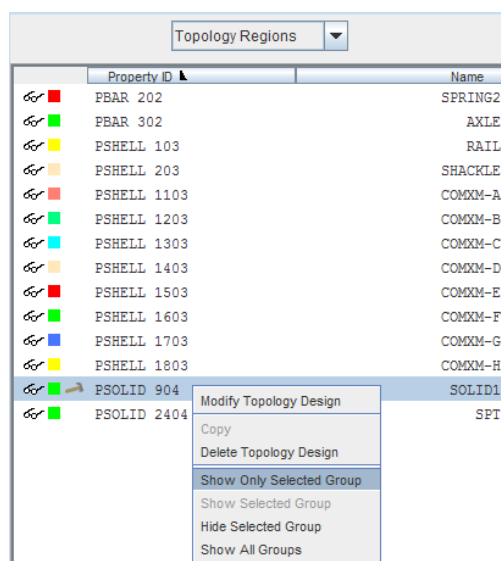 Topology Regions
Property ID Name
PBAR 202 SPRING2
PBAR 302 AXLE
PSHELL 103 RAIL
PSHELL 203 SHACKLE
PSHELL 1103 COMXM-A
PSHELL 1203 COMXM-B
PSHELL 1303 COMXM-C
PSHELL 1403 COMXM-D
PSHELL 1503 COMXM-E
PSHELL 1603 COMXM-F
PSHELL 1703 COMXM-G
PSHELL 1803 COMXM-H
PSOLID 904 SOLID1
PSOLID 2404 SPT
Modify Topology Design
Copy
Delete Topology Design
Show Only Selected Group
Show Selected Group
Hide Selected Group
Show All Groups